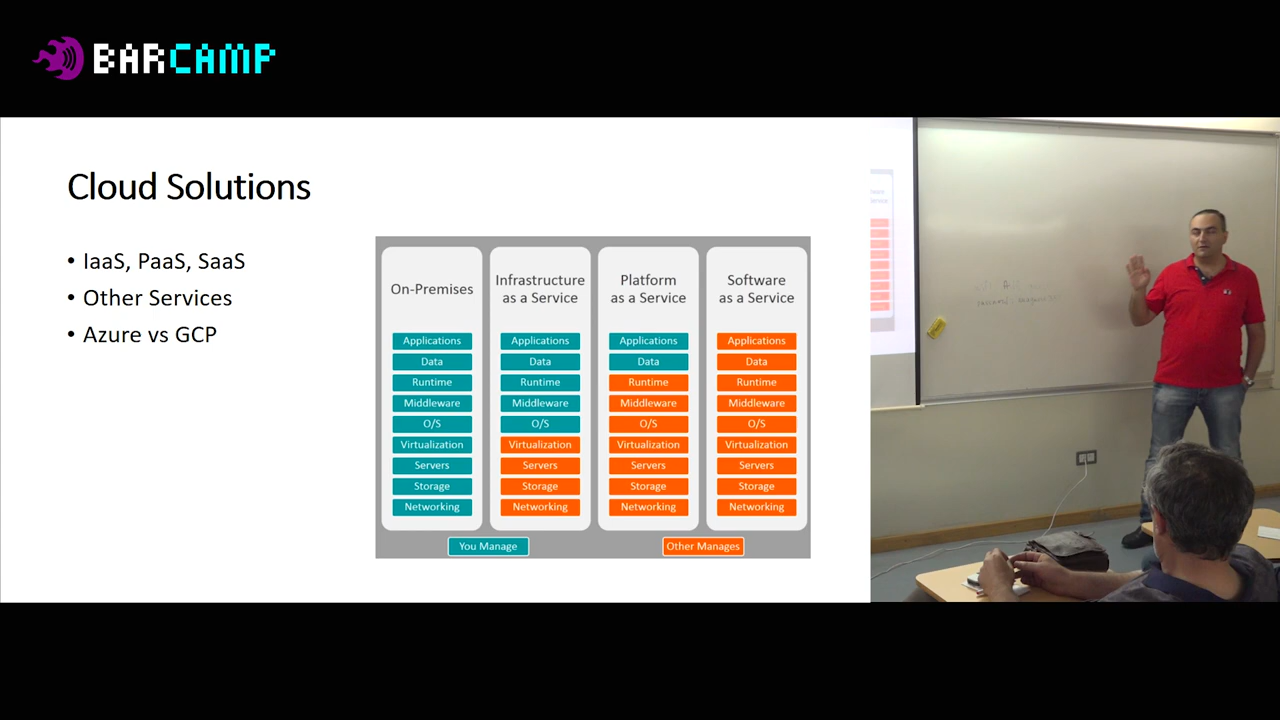 BARCAMP
Cloud Solutions
• IaaS, PaaS, SaaS
• Other Services
• Azure vs GCP
On-Premises
Applications
Data
Runtime
Middleware
O/S
Virtualization
Servers
Storage
Networking
Infrastructure
as a Service
Applications
Data
Runtime
Middleware
O/S
Virtualization
Servers
Storage
Networking
Platform
as a Service
Applications
Data
Runtime
Middleware
O/S
Virtualization
Servers
Storage
Networking
Software
as a Service
Applications
Data
Runtime
Middleware
O/S
Virtualization
Servers
Storage
Networking
You Manage
Other Manages